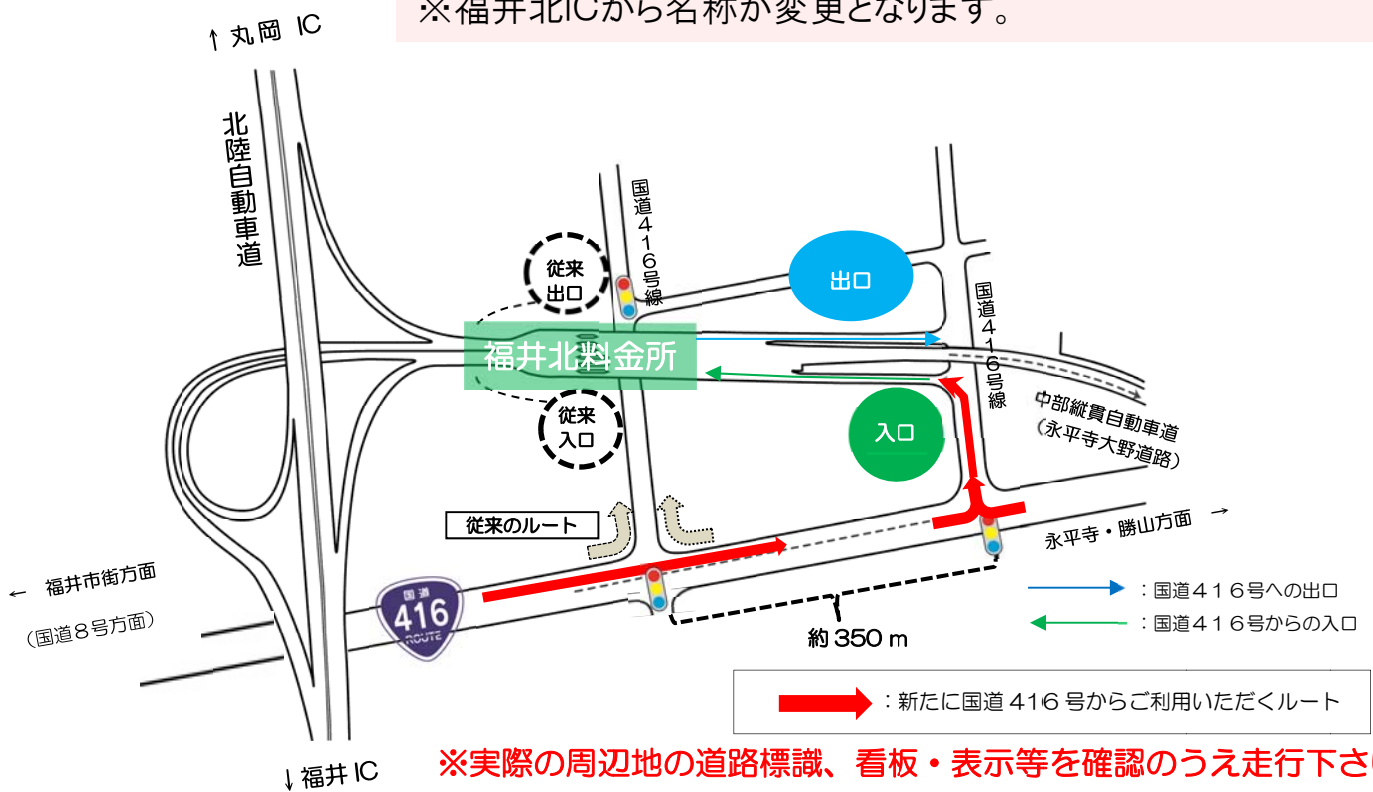 ※福井北ICから名称が変更となります。
↑ 丸岡 IC
北陸自動車道
国道416号線
従来
出口
出口
国道416号線
福井北料金所
従来
入口
入口
中部縦貫自動車道
(永平寺大野道路)
従来のルート
永平寺・勝山方面 →
← 福井市街方面
(国道8号方面)
国道
416
ROUTE
約350 m
:国道416号への出口
:国道416号からの入口
:新たに国道 416 号からご利用いただくルート
※実際の周辺地の道路標識、看板・表示等を確認のうえ走行下さ
↓福井 IC